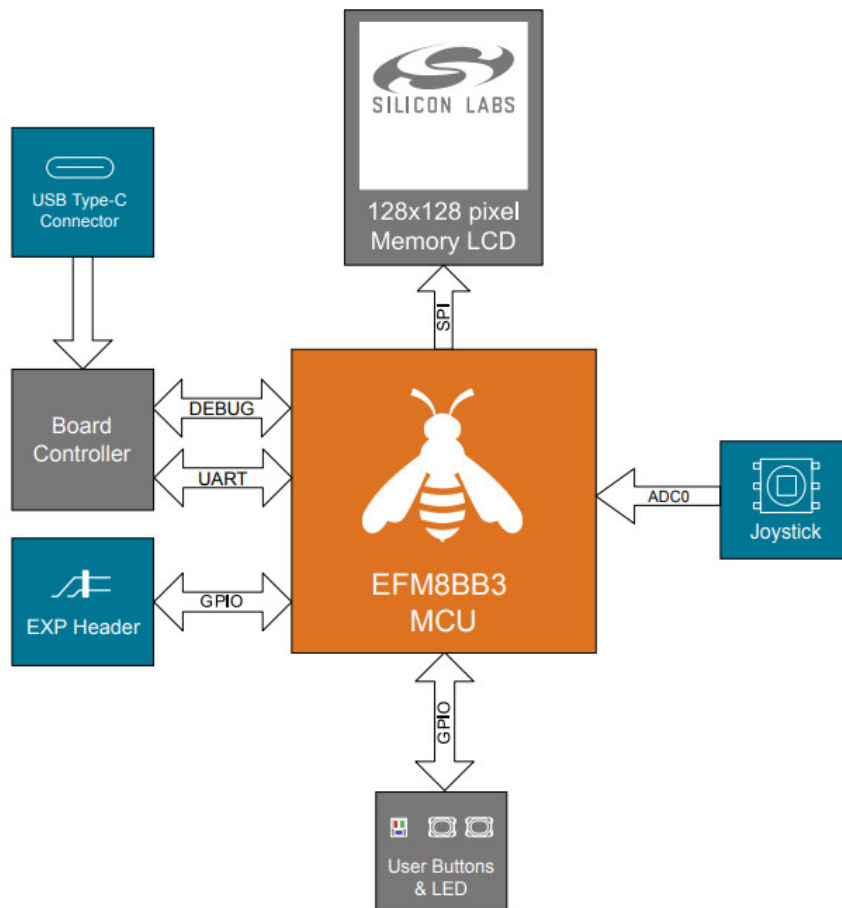 SILICON LABS
128x128 pixel
Memory LCD
USB Type-C
Connector
SPI
Board
Controller
DEBUG
UART
EFM8BB3
MCU
ADC0
Joystick
EXP Header
GPIO
GPIO
User Buttons
& LED